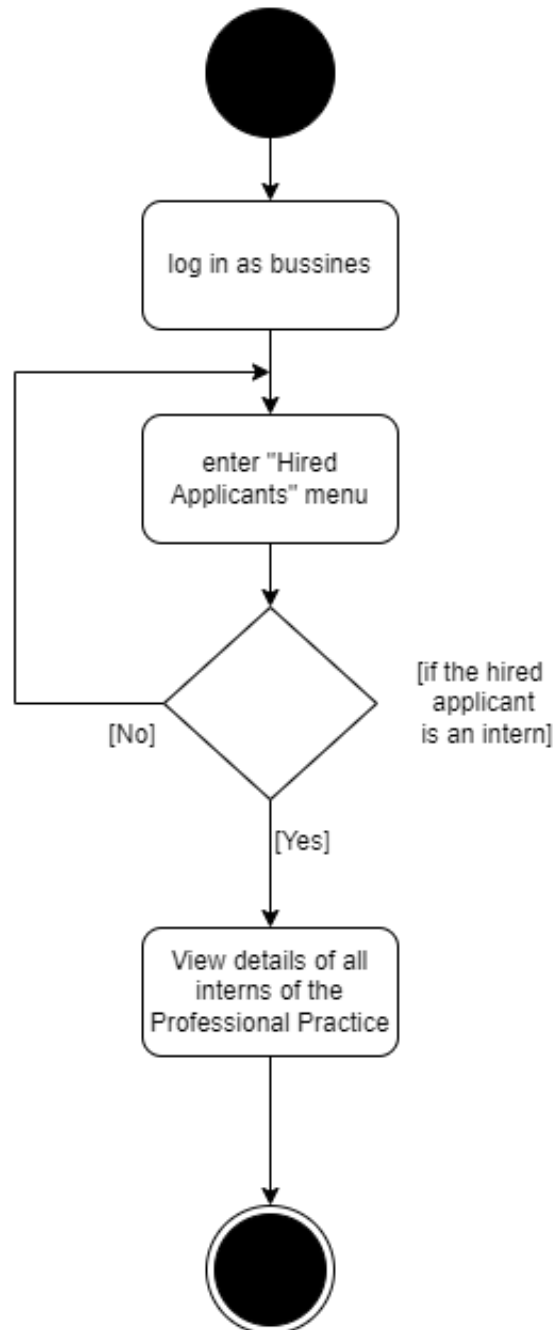 log in as bussines
enter "Hired
Applicants" menu
[if the hired
applicant
is an intern]
[No]
[Yes]
View details of all
interns of the
Professional Practice